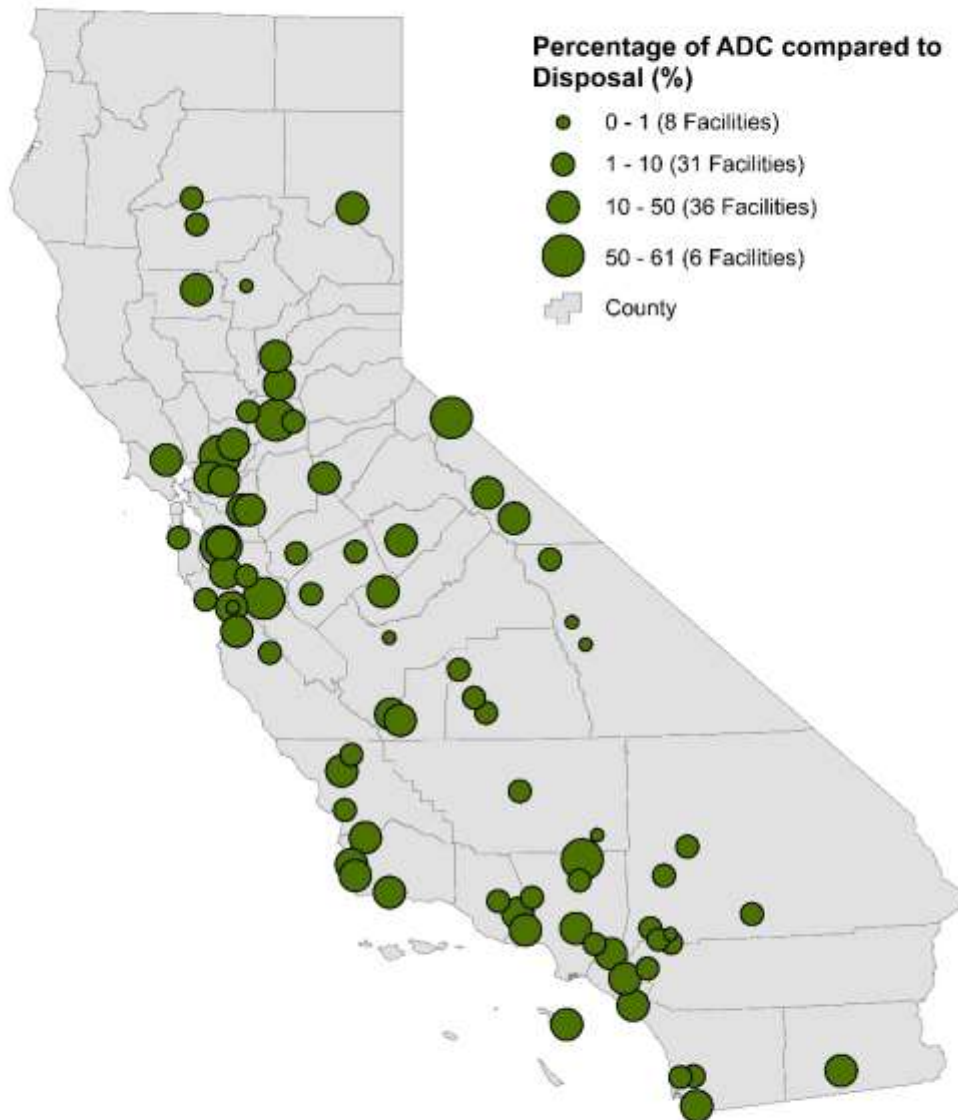 Percentage of ADC compared to
Disposal (%)
0 - 1 (8 Facilities)
1 - 10 (31 Facilities)
10 - 50 (36 Facilities)
50 - 61 (6 Facilities)
County